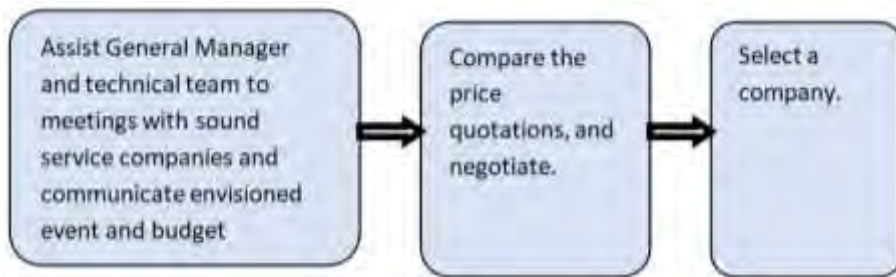 Assist General Manager
and technical team to
meetings with sound
service companies and
communicate envisioned
event and budget
Compare the
price
quotations, and
negotiate.
Select a
company.